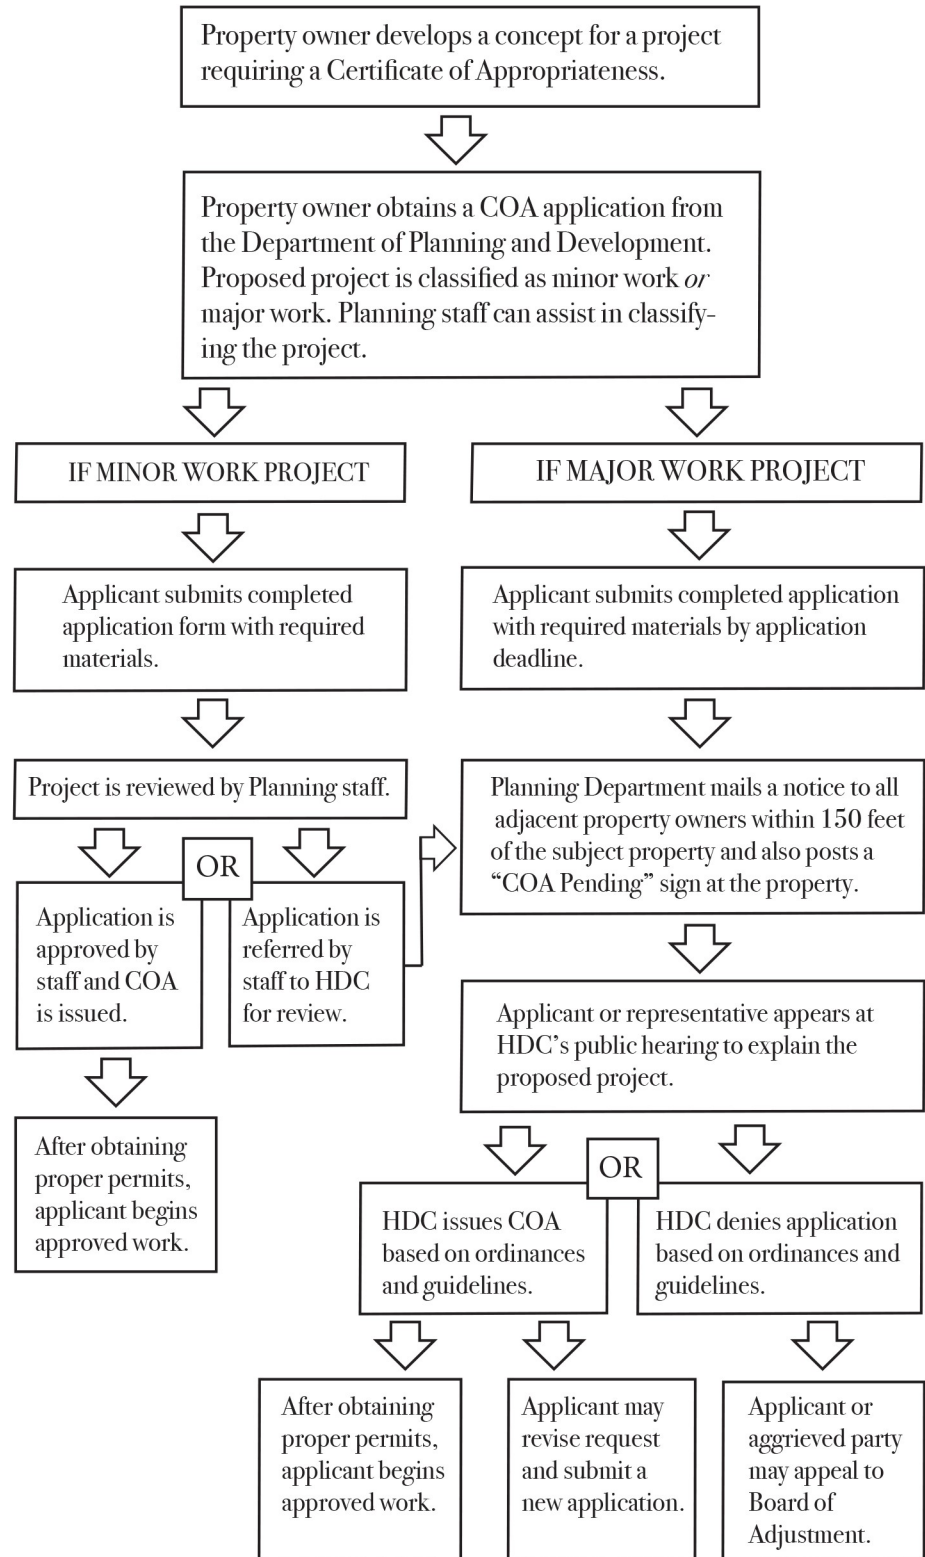 Property owner develops a concept for a project
requiring a Certificate of Appropriateness.
Property owner obtains a COA application from
the Department of Planning and Development.
Proposed project is classified as minor work or
major work. Planning staff can assist in classify-
ing the project.
IF MINOR WORK PROJECT
IF MAJOR WORK PROJECT
Applicant submits completed
application form with required
materials.
Applicant submits completed application
with required materials by application
deadline.
Project is reviewed by Planning staff.
Planning Department mails a notice to all
adjacent property owners within 150 feet
of the subject property and also posts a
“COA Pending” sign at the property.
OR
Application is
approved by
staff and COA
is issued.
Application is
referred by
staff to HDC
for review.
Applicant or representative appears at
HDC’s public hearing to explain the
proposed project.
After obtaining
proper permits,
applicant begins
approved work.
OR
HDC issues COA
based on ordinances
and guidelines.
HDC denies application
based on ordinances and
guidelines.
After obtaining
proper permits,
applicant begins
approved work.
Applicant may
revise request
and submit a
new application.
Applicant or
aggrieved party
may appeal to
Board of
Adjustment.